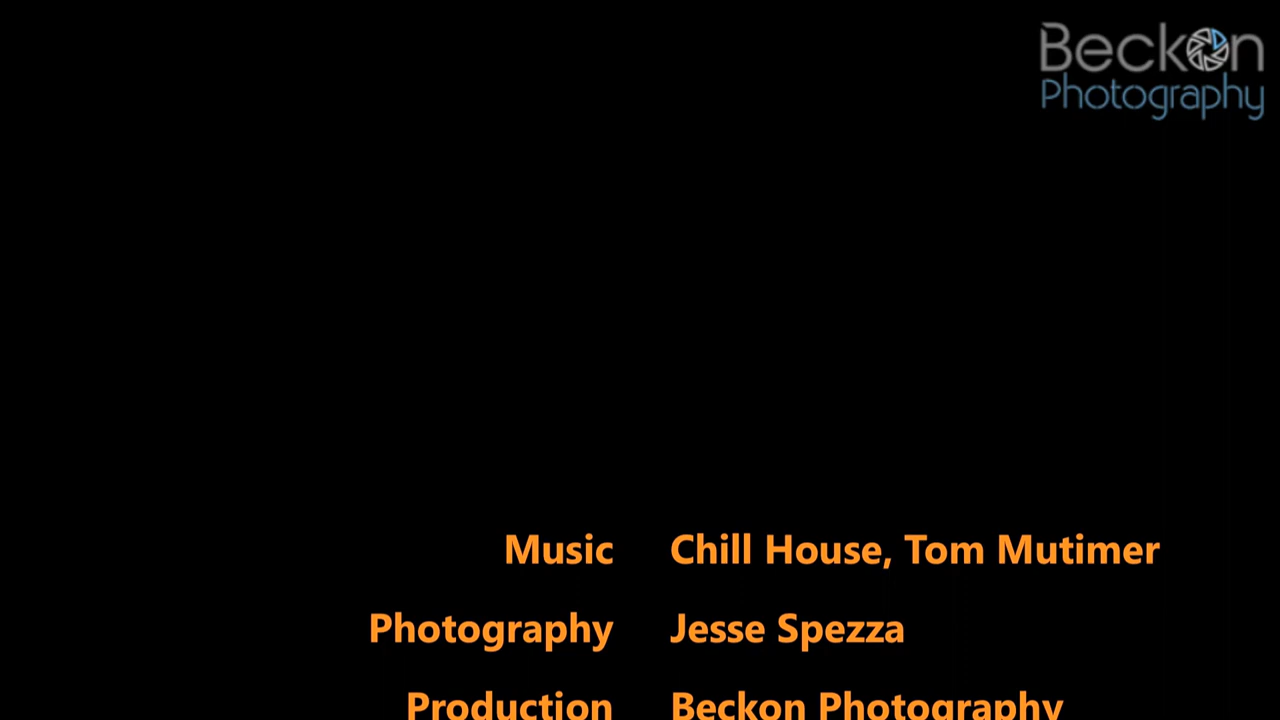 Beckon
Photography
Music Chill House, Tom Mutimer
Photography Jesse Spezza
Production Beckon Photography